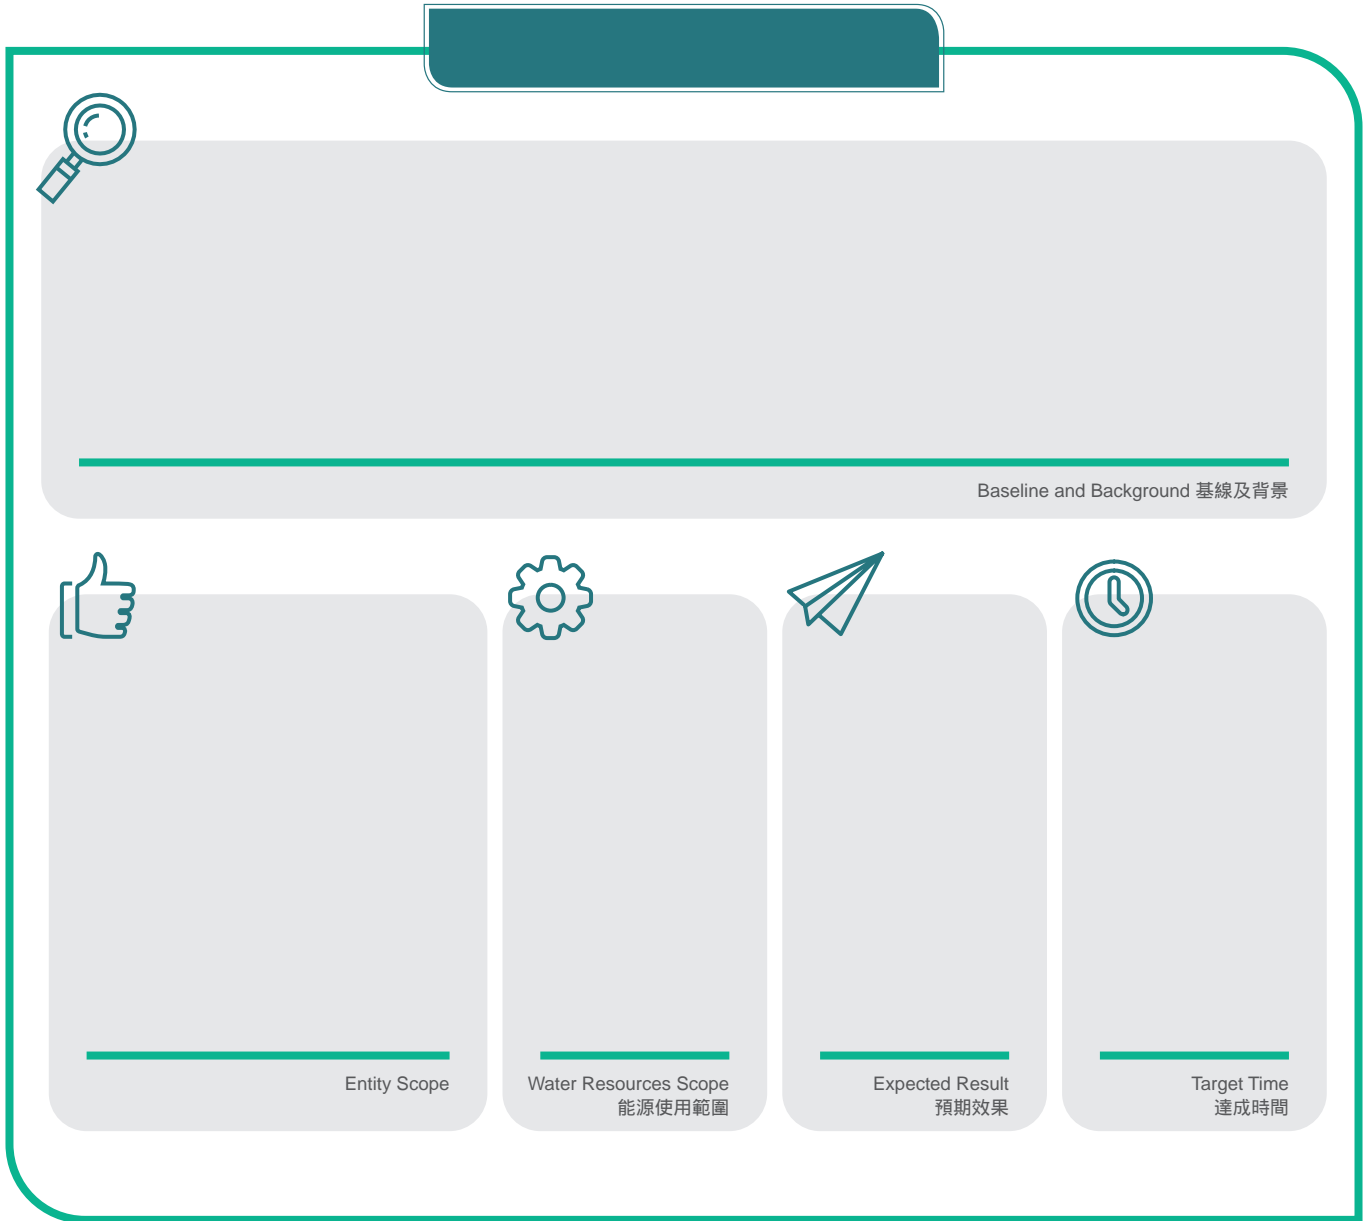 Baseline and Background 基線及背景
Entity Scope
Water Resources Scope
能源使用範圍
Expected Result
預期效果
Target Time
達成時間